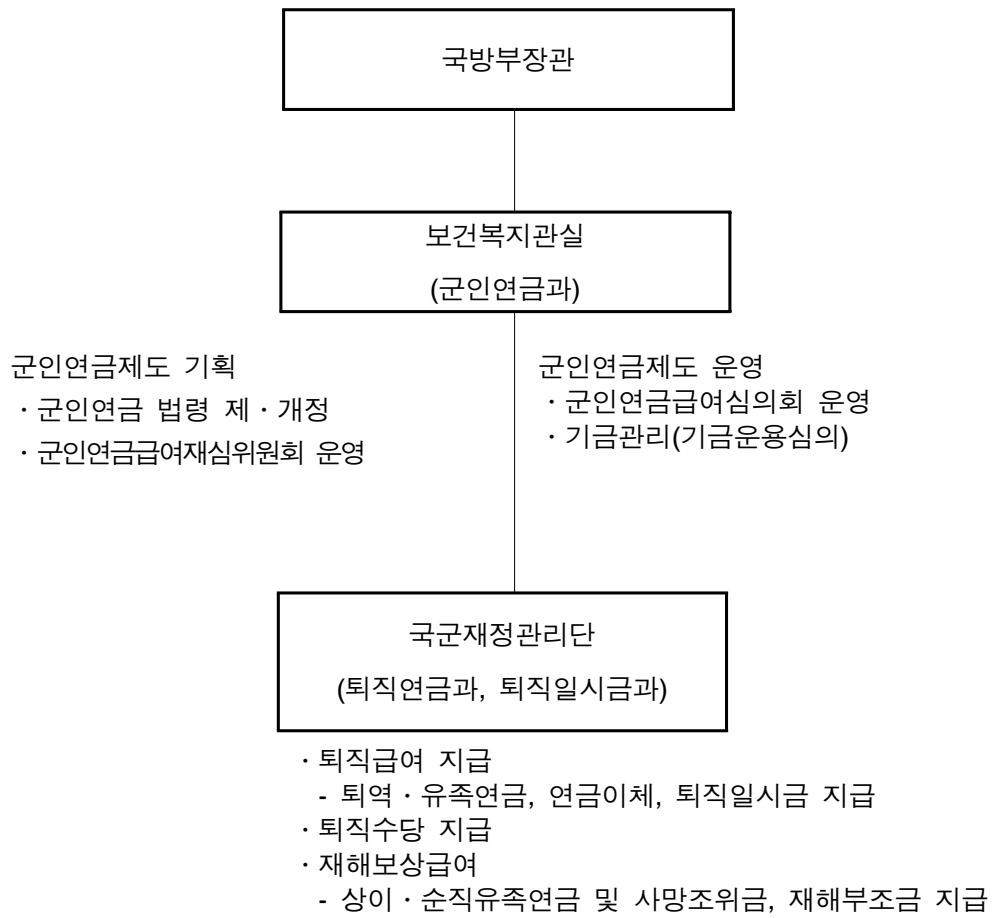 국방부장관
보건복지관실
(군인연금과)
군인연금제도 기획
· 군인연금 법령 제 · 개정
· 군인연금급여재심위원회 운영
군인연금제도 운영
· 군인연금급여심의회 운영
· 기금관리(기금운용심의)
국군재정관리단
(퇴직연금과, 퇴직일시금과)
· 퇴직급여 지급
- 퇴역 · 유족연금, 연금이체, 퇴직일시금 지급
· 퇴직수당 지급
· 재해보상급여
- 상이 · 순직유족연금 및 사망조위금, 재해부조금 지급